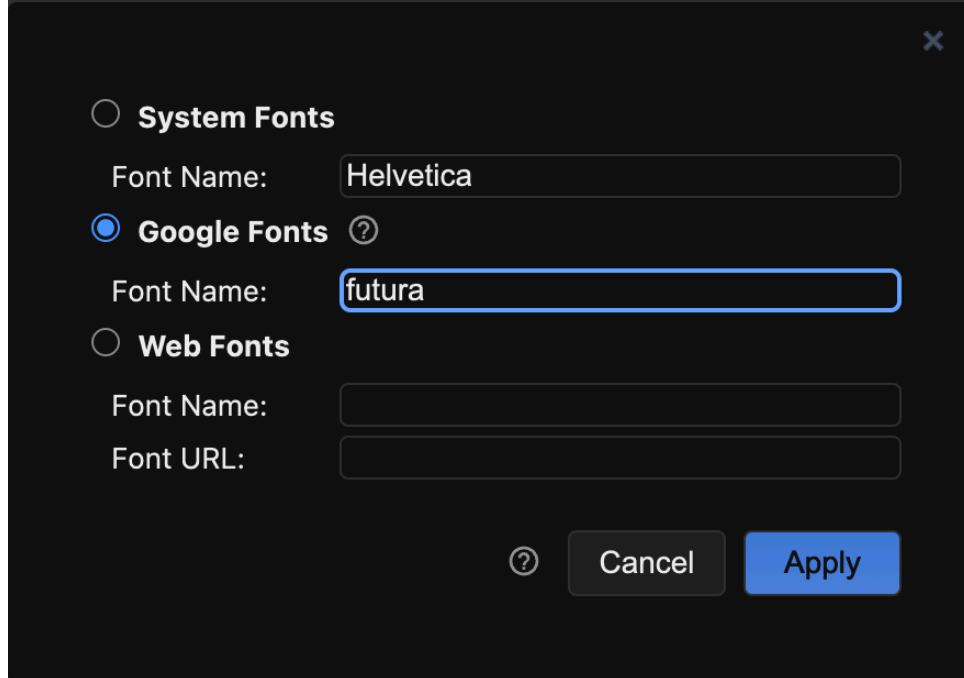 System Fonts
Font Name: Helvetica
Google Fonts
Font Name: futura
Web Fonts
Font Name:
Font URL:
Cancel Apply